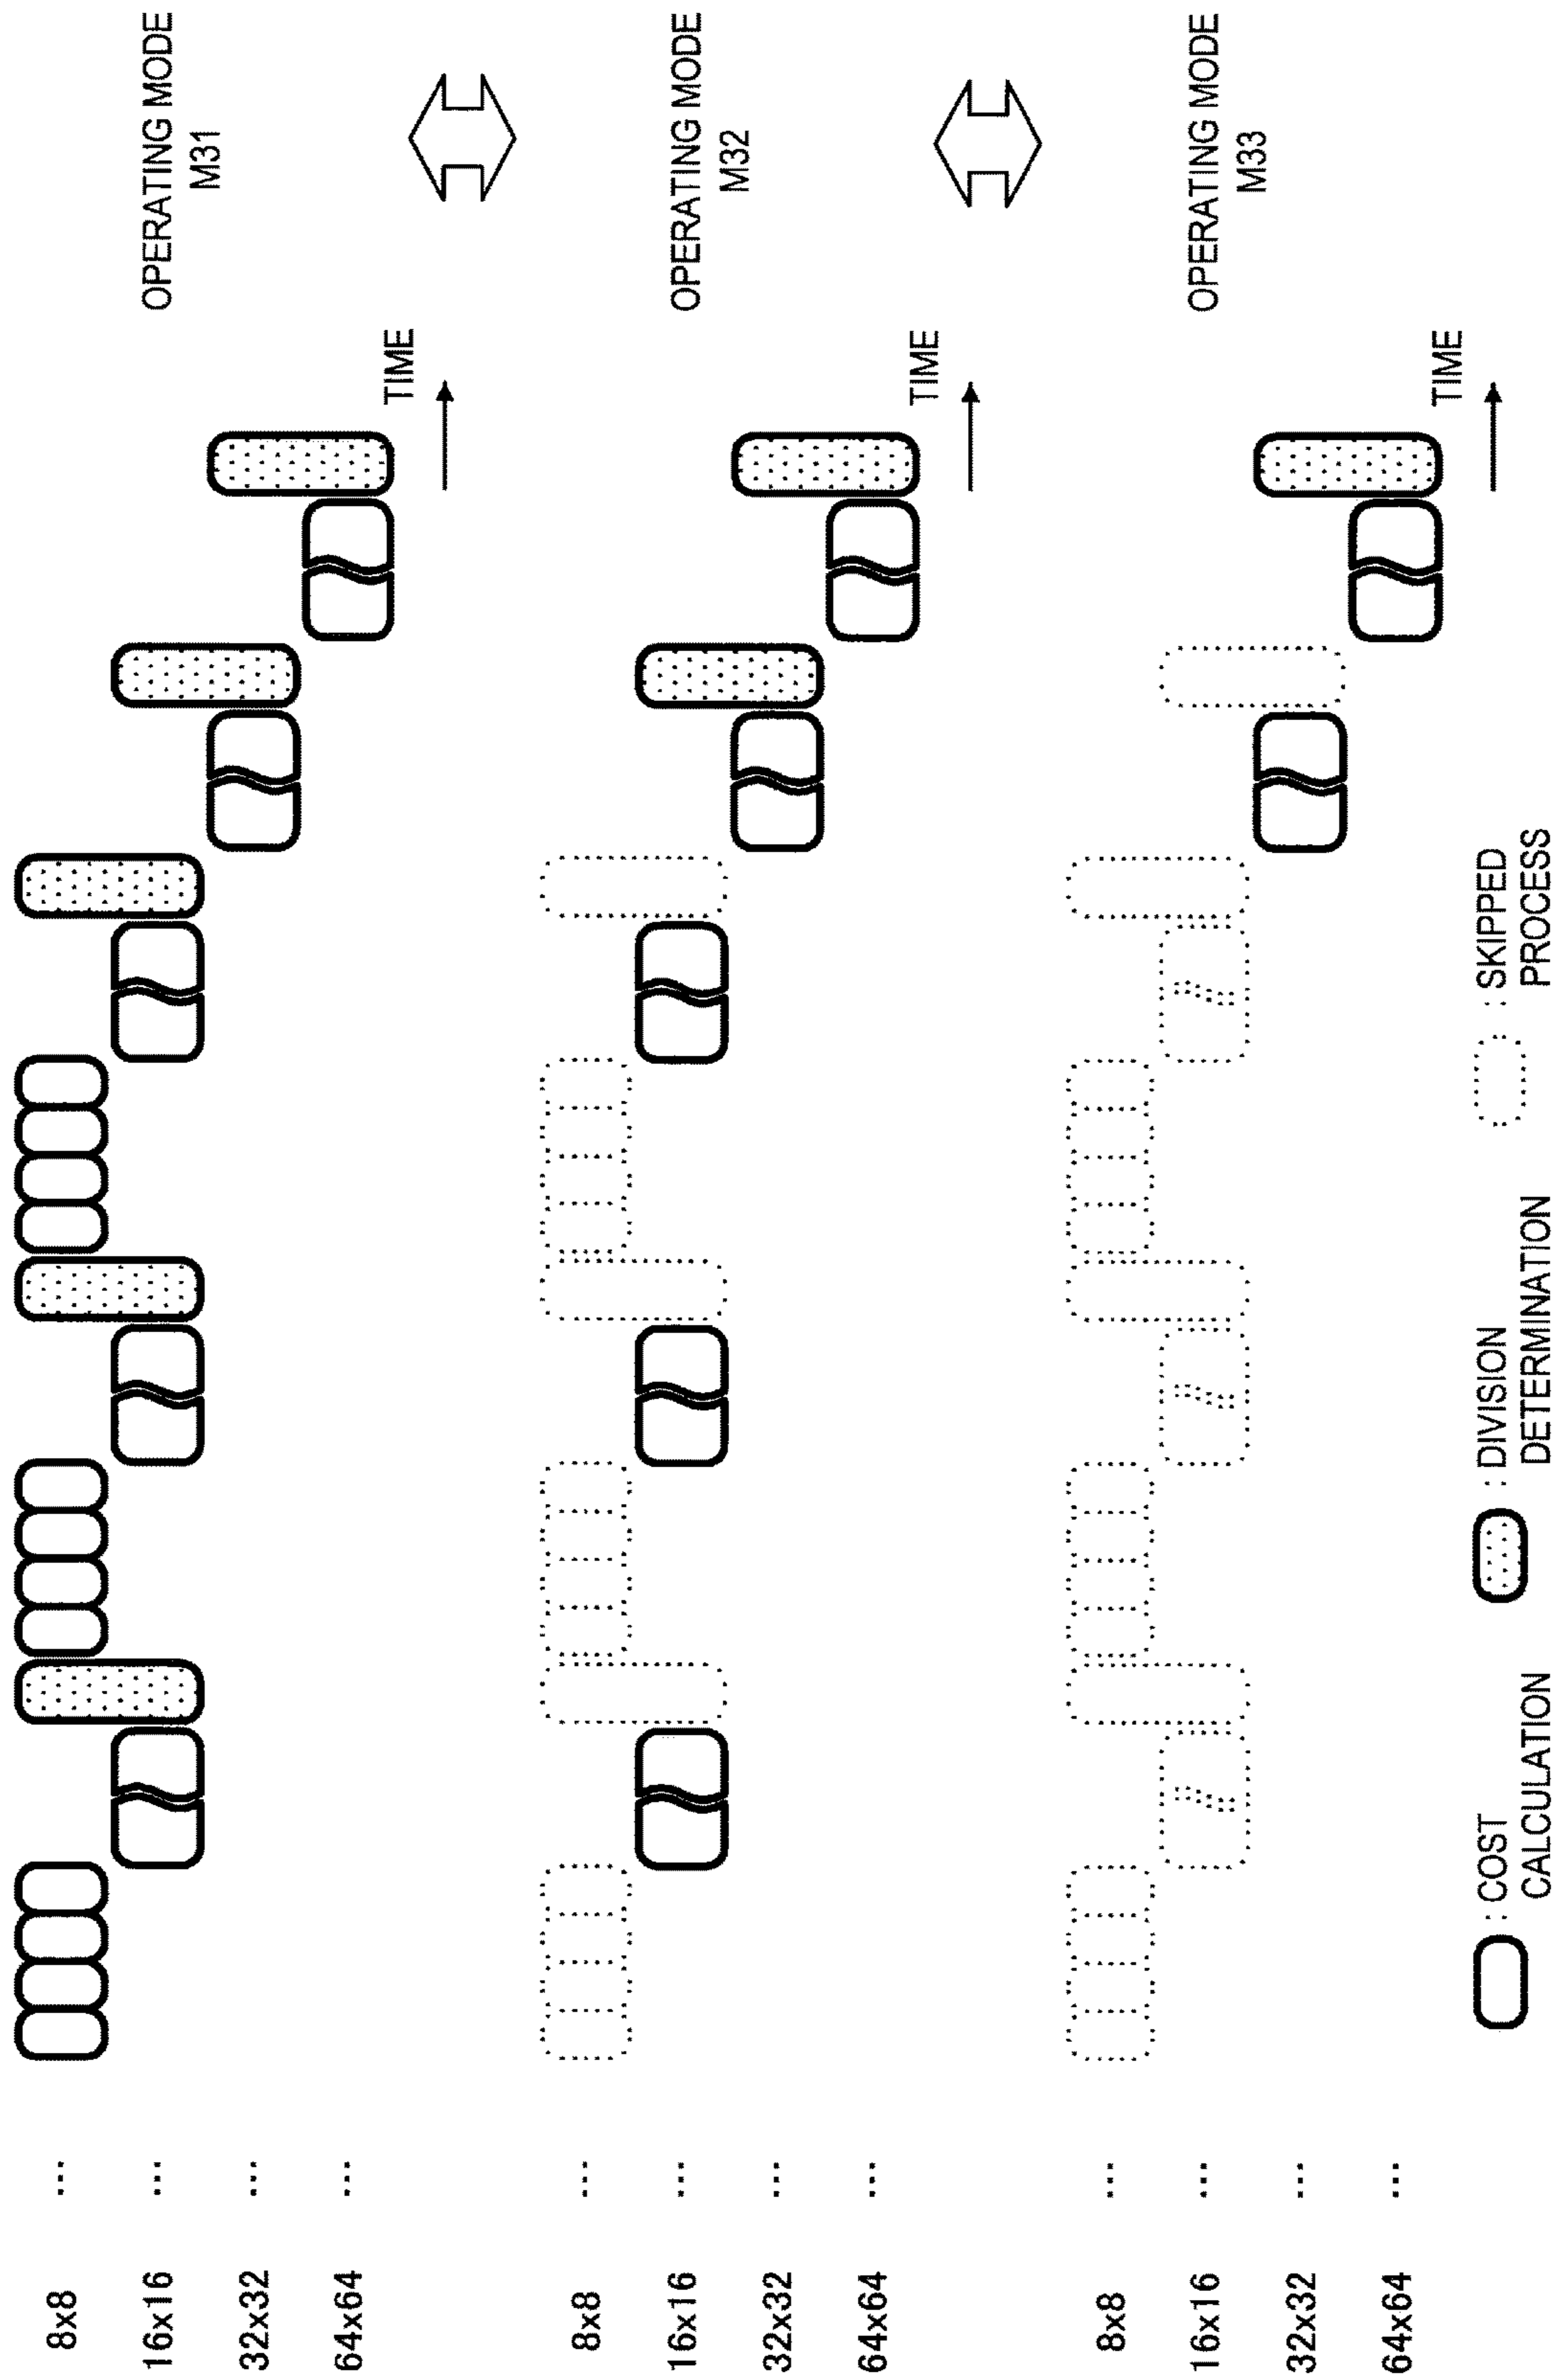 8x8 ...
16x16 ...
32x32 ...
64x64 ...
TIME
OPERATING MODE
M31
8x8 ...
16x16 ...
32x32 ...
64x64 ...
TIME
OPERATING MODE
M32
8x8 ...
16x16 ...
32x32 ...
64x64 ...
TIME
OPERATING MODE
M33
: COST
CALCULATION
: DIVISION
DETERMINATION
: SKIPPED
PROCESS